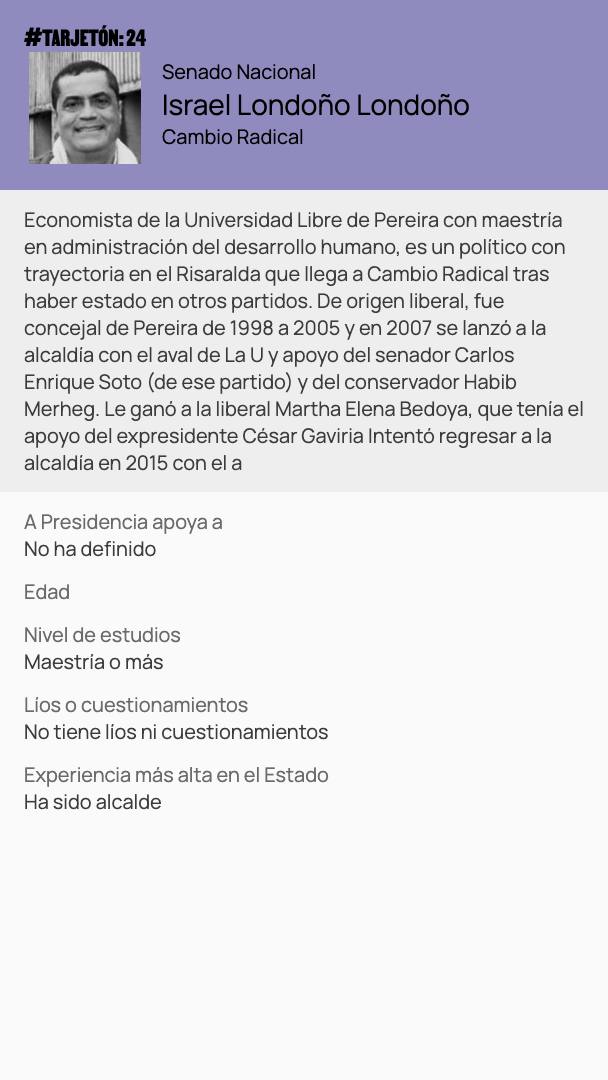 #TARJETÓN: 24
Senado Nacional
Israel Londoño Londoño
Cambio Radical
Economista de la Universidad Libre de Pereira con maestría
en administración del desarrollo humano, es un político con
trayectoria en el Risaralda que llega a Cambio Radical tras
haber estado en otros partidos. De origen liberal, fue
concejal de Pereira de 1998 a 2005 y en 2007 se lanzó a la
alcaldía con el aval de La U y apoyo del senador Carlos
Enrique Soto (de ese partido) y del conservador Habib
Merheg. Le ganó a la liberal Martha Elena Bedoya, que tenía el
apoyo del expresidente César Gaviria Intentó regresar a la
alcaldía en 2015 con el a
A Presidencia apoya a
No ha definido
Edad
Nivel de estudios
Maestría o más
Líos o cuestionamientos
No tiene líos ni cuestionamientos
Experiencia más alta en el Estado
Ha sido alcalde